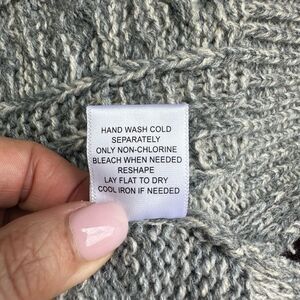 HAND WASH COLD
SEPARATELY
ONLY NON-CHLORINE
BLEACH WHEN NEEDED
RESHAPE
LAY FLAT TO DRY
COOL IRON IF NEEDED